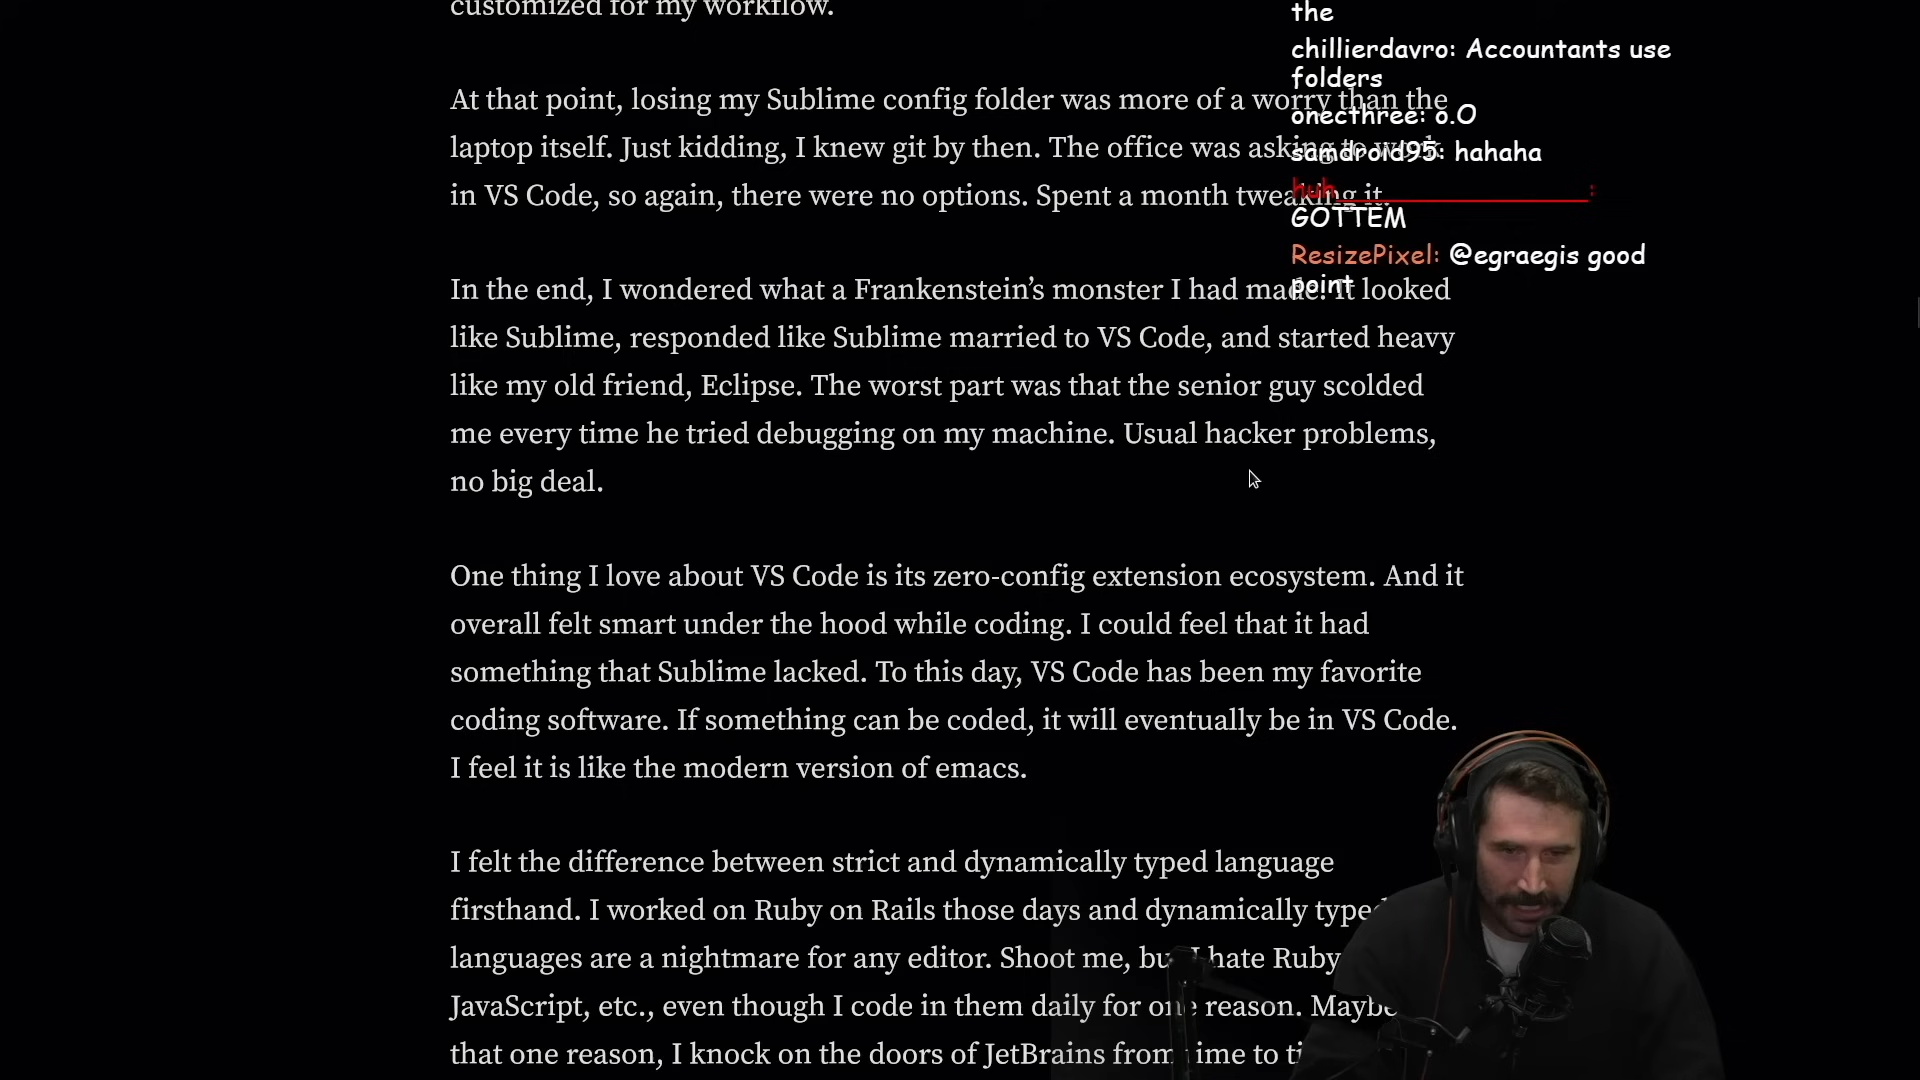 customized for my workflow.
At that point, losing my Sublime config folder was more of a worry than the
laptop itself. Just kidding, I knew git by then. The office was asking to work
in VS Code, so again, there were no options. Spent a month tweaking it.
In the end, I wondered what a Frankenstein’s monster I had made! It looked
like Sublime, responded like Sublime married to VS Code, and started heavy
like my old friend, Eclipse. The worst part was that the senior guy scolded
me every time he tried debugging on my machine. Usual hacker problems,
no big deal.
One thing I love about VS Code is its zero-config extension ecosystem. And it
overall felt smart under the hood while coding. I could feel that it had
something that Sublime lacked. To this day, VS Code has been my favorite
coding software. If something can be coded, it will eventually be in VS Code.
I feel it is like the modern version of emacs.
I felt the difference between strict and dynamically typed language
firsthand. I worked on Ruby on Rails those days and dynamically typed
languages are a nightmare for any editor. Shoot me, but I hate Ruby
JavaScript, etc., even though I code in them daily for one reason. Maybe
that one reason, I knock on the doors of JetBrains from time to
the
chillierdavro: Accountants use
folders
onecthree: o.O
samdroid95: hahaha
huh____________________:
GOTTEM
ResizePixel: @egraegis good
point